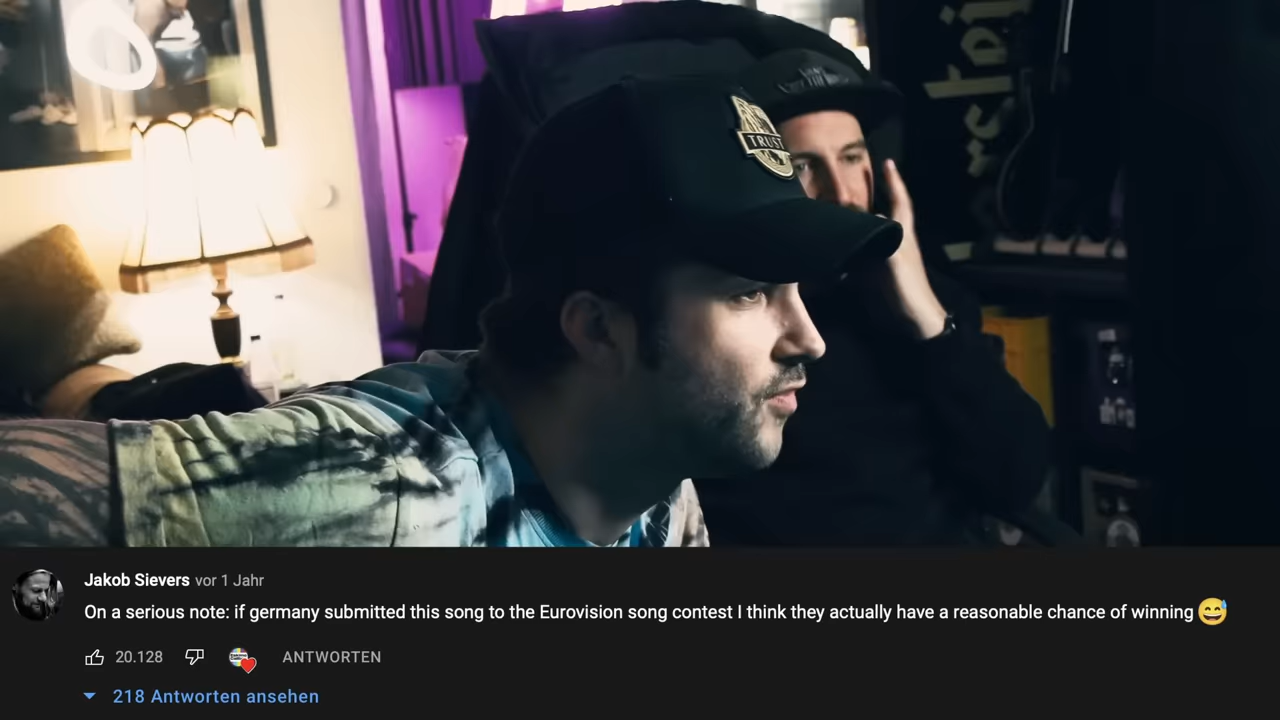 TRUST
Jakob Sievers vor 1 Jahr
On a serious note: if germany submitted this song to the Eurovision song contest I think they actually have a reasonable chance of winning 😅
20.128
ANTWORTEN
218 Antworten ansehen